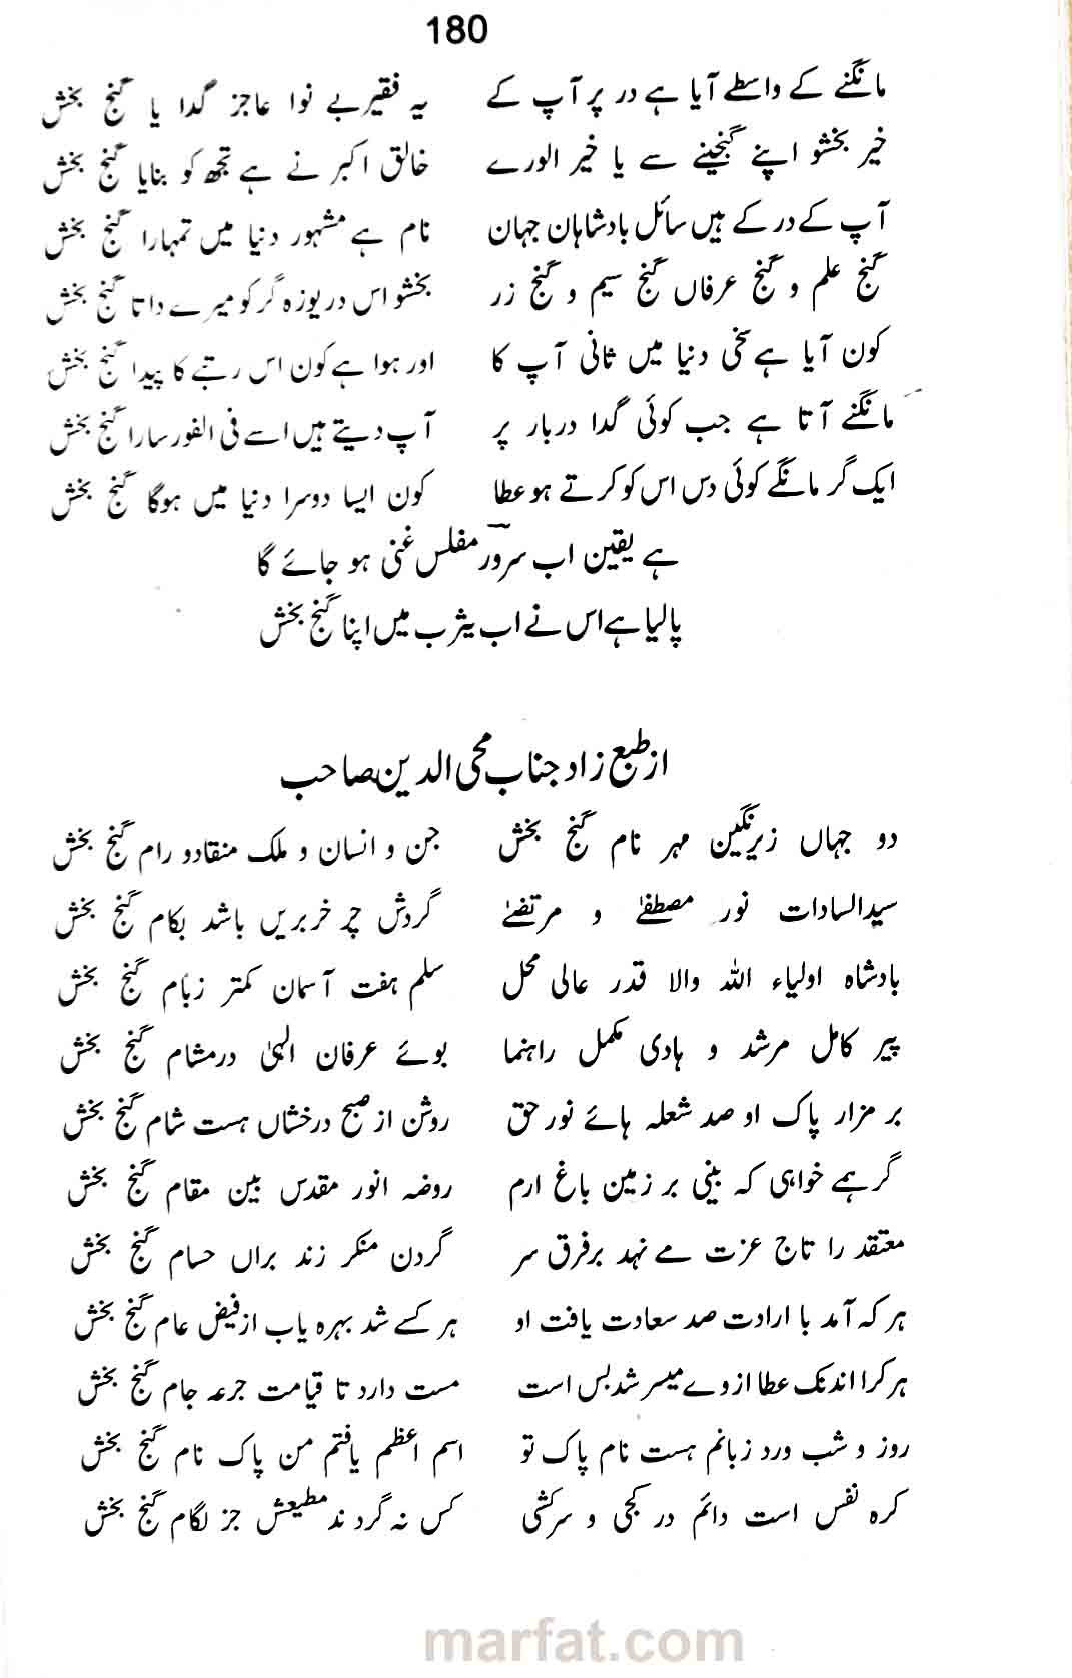 180
مانگنے کے واسطے آیا ہے در پر آپ کے یہ فقیر بے نوا عاجز گدا یا گنج بخش
خیر بخشو اپنے گنجینے سے یا خیر الورے خالق اکبر نے ہے تجھ کو بنایا گنج بخش
آپ کے در کے ہیں سائل بادشاہان جہان نام ہے مشہور دنیا میں تمہارا گنج بخش
گنج علم و گنج عرفاں گنج سیم و گنج زر بخشو اس دریوزہ گر کو میرے داتا گنج بخش
کون آیا ہے سخی دنیا میں ثانی آپ کا اور ہوا ہے کون اس رتبے کا پیدا گنج بخش
مانگنے آتا ہے جب کوئی گدا دربار پر آپ دیتے ہیں اسے فی الفور سارا گنج بخش
ایک گر مانگے کوئی دس اس کو کرتے ہو عطا کون ایسا دوسرا دنیا میں ہوگا گنج بخش
ہے یقین اب سرور مفلس غنی ہو جائے گا
پالیا ہے اس نے اب یثرب میں اپنا گنج بخش
از طبع زاد جناب محی الدین صاحب
دو جہاں زیر نگین مہر نام گنج بخش جن و انسان و ملک منقادو رام گنج بخش
سیدالسادات نور مصطفےٰ و مرتضےٰ گردش چرخ بریں باشد بکام گنج بخش
بادشاہ اولیاء اللہ والا قدر عالی محل سلم ہفت آسمان کمتر زبام گنج بخش
پیر کامل مرشد و ہادی مکمل راہنما بوئے عرفان الٰہی درمشام گنج بخش
بر مزار پاک او صد شعلہ ہائے نور حق روشن از صبح درخشاں ہست شام گنج بخش
گر ہمے خواہی کہ بینی بر زمین باغ ارم روضہ انور مقدس بین مقام گنج بخش
معتقد را تاج عزت مے نہد برفرق سر گردن منکر زند براں حسام گنج بخش
ہر کہ آمد با ارادت صد سعادت یافت او ہر کسے شد بہرہ یاب از فیض عام گنج بخش
ہر کرا اندک عطا از وے میسر شد بس است مست دارد تا قیامت جرعہ جام گنج بخش
روز و شب ورد زبانم ہست نام پاک تو اسم اعظم یافتم من پاک نام گنج بخش
کرہ نفس است دائم در کجی و سرکشی کس نہ گردند مطیعش جز لگام گنج بخش
marfat.com